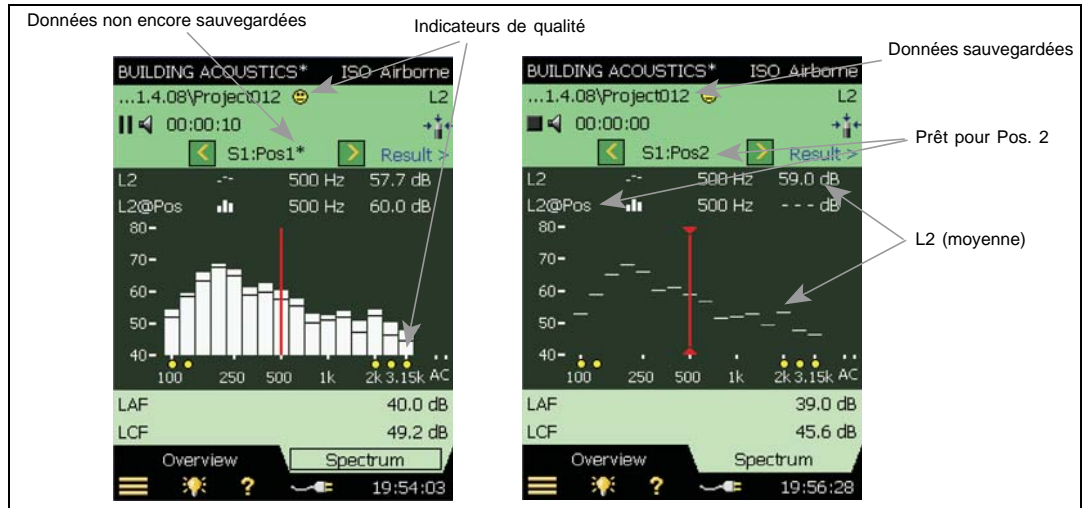 Données non encore sauvegardées
Indicateurs de qualité
Données sauvegardées
Prêt pour Pos. 2
L2 (moyenne)
BUILDING ACOUSTICS* ISO Airborne
...1.4.08\Project012 L2
00:00:10
< S1:Pos1* > Result >
L2 500 Hz 57.7 dB
L2@Pos 500 Hz 60.0 dB
80
70
60
50
40
100 250 500 1k 2k 3.15k AC
LAF 40.0 dB
LCF 49.2 dB
Overview Spectrum
? 19:54:03
BUILDING ACOUSTICS* ISO Airborne
...1.4.08\Project012 L2
00:00:00
< S1:Pos2 > Result >
L2 500 Hz 59.0 dB
L2@Pos 500 Hz - - - dB
80
70
60
50
40
100 250 500 1k 2k 3.15k AC
LAF 39.0 dB
LCF 45.6 dB
Overview Spectrum
? 19:56:28